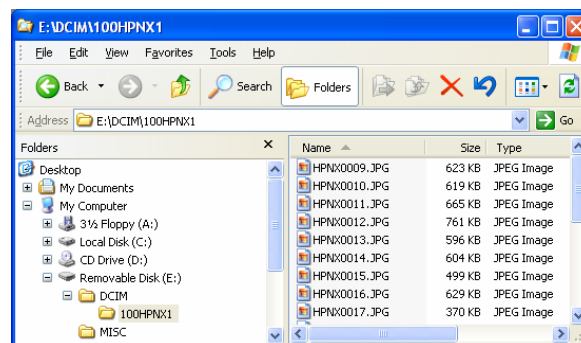 E:\DCIM\100HPNX1
File Edit View Favorites Tools Help
Back Search Folders
Address E:\DCIM\100HPNX1 Go
Folders x
Desktop
My Documents
My Computer
3½ Floppy (A:)
Local Disk (C:)
CD Drive (D:)
Removable Disk (E:)
DCIM
100HPNX1
MISC
Name Size Type
HPNX0009.JPG 623 KB JPEG Image
HPNX0010.JPG 619 KB JPEG Image
HPNX0011.JPG 665 KB JPEG Image
HPNX0012.JPG 761 KB JPEG Image
HPNX0013.JPG 596 KB JPEG Image
HPNX0014.JPG 604 KB JPEG Image
HPNX0015.JPG 499 KB JPEG Image
HPNX0016.JPG 629 KB JPEG Image
HPNX0017.JPG 370 KB JPEG Image